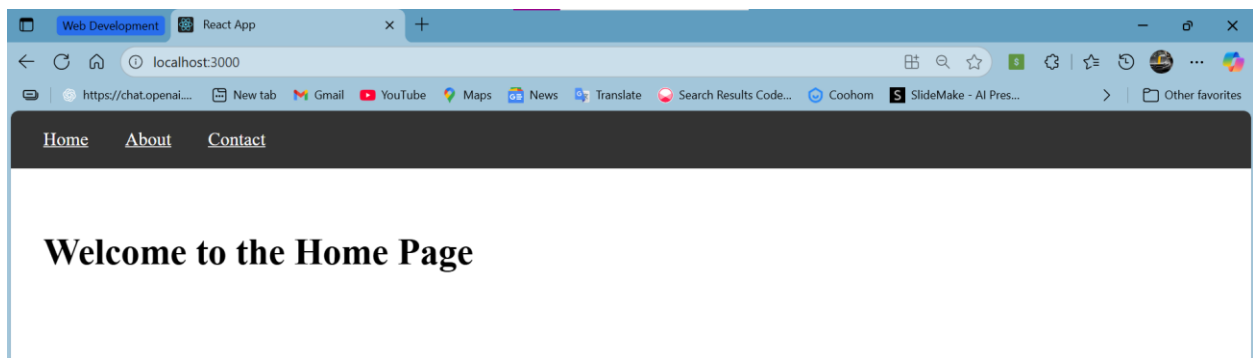 Web Development React App
localhost:3000
https://chat.openai.... New tab Gmail YouTube Maps News Translate Search Results Code... Coohom SlideMake - AI Pres... Other favorites
Home About Contact
Welcome to the Home Page